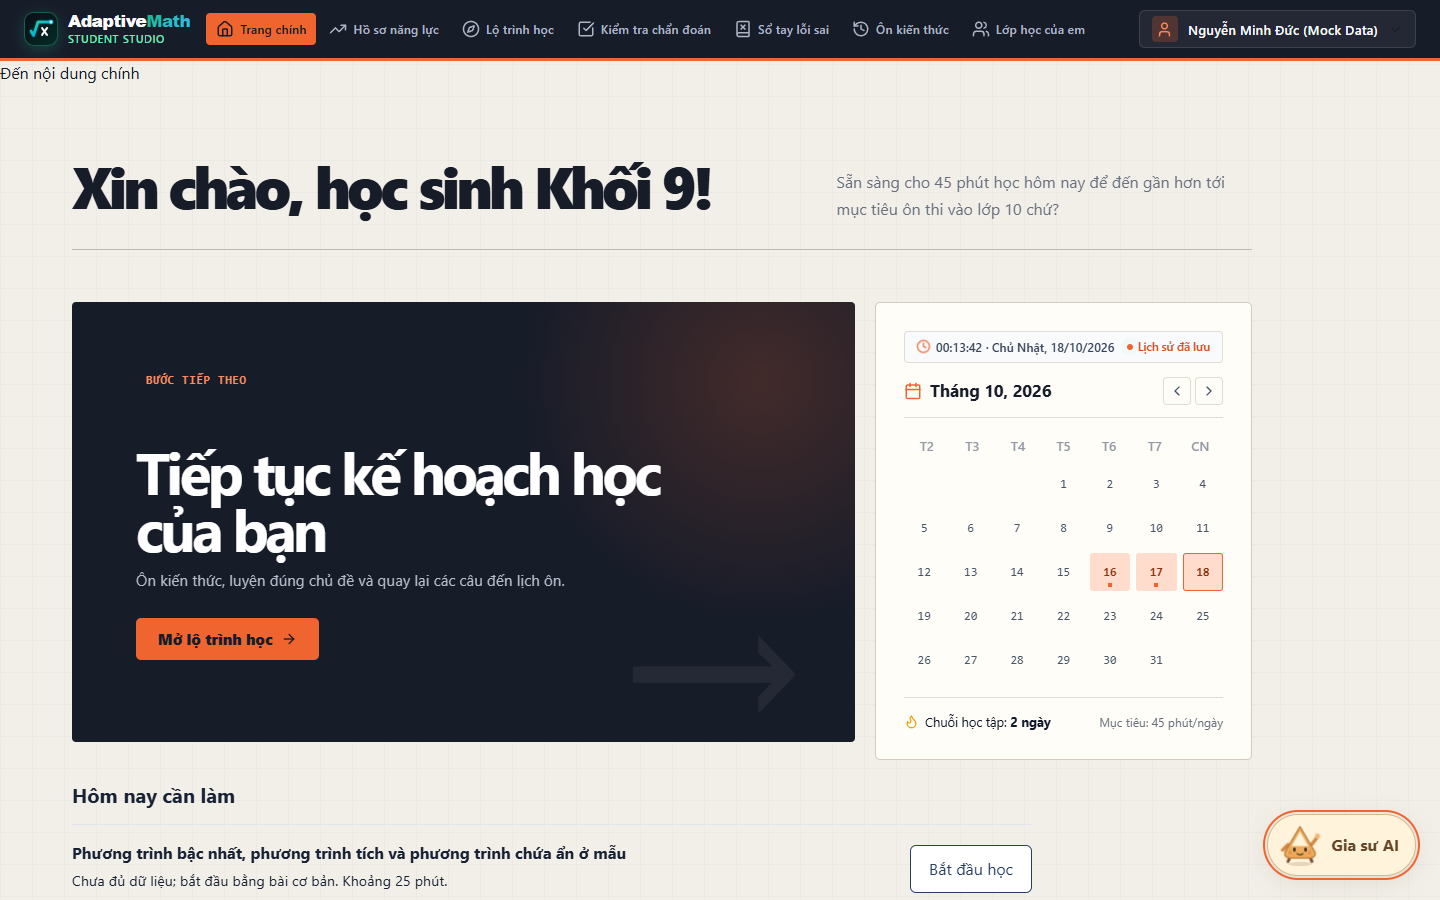 AdaptiveMath
STUDENT STUDIO
Trang chính
Hồ sơ năng lực
Lộ trình học
Kiểm tra chẩn đoán
Sổ tay lỗi sai
Ôn kiến thức
Lớp học của em
Nguyễn Minh Đức (Mock Data)
Đến nội dung chính
Xin chào, học sinh Khối 9!
Sẵn sàng cho 45 phút học hôm nay để đến gần hơn tới
mục tiêu ôn thi vào lớp 10 chứ?
BƯỚC TIẾP THEO
Tiếp tục kế hoạch học
của bạn
Ôn kiến thức, luyện đúng chủ đề và quay lại các câu đến lịch ôn.
Mở lộ trình học
00:13:42 · Chủ Nhật, 18/10/2026
Lịch sử đã lưu
Tháng 10, 2026
T2 T3 T4 T5 T6 T7 CN
1 2 3 4
5 6 7 8 9 10 11
12 13 14 15 16 17 18
19 20 21 22 23 24 25
26 27 28 29 30 31
Chuỗi học tập: 2 ngày
Mục tiêu: 45 phút/ngày
Hôm nay cần làm
Phương trình bậc nhất, phương trình tích và phương trình chứa ẩn ở mẫu
Chưa đủ dữ liệu; bắt đầu bằng bài cơ bản. Khoảng 25 phút.
Bắt đầu học
Gia sư AI